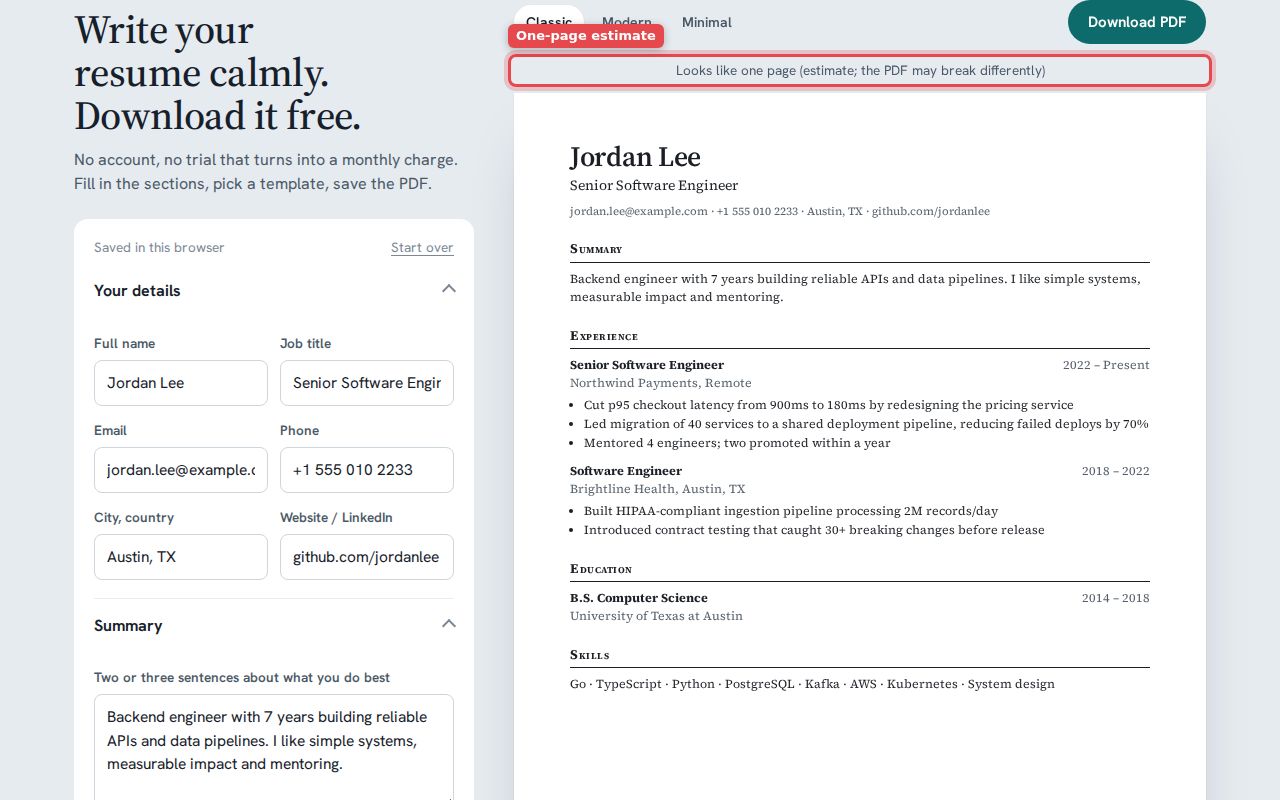 Write your
resume calmly.
Download it free.
No account, no trial that turns into a monthly charge.
Fill in the sections, pick a template, save the PDF.
Saved in this browser
Start over
Your details
Full name
Job title
Jordan Lee
Senior Software Engir
Email
Phone
jordan.lee@example.c
+1 555 010 2233
City, country
Website / LinkedIn
Austin, TX
github.com/jordanlee
Summary
Two or three sentences about what you do best
Backend engineer with 7 years building reliable
APIs and data pipelines. I like simple systems,
measurable impact and mentoring.
Classic
Modern
Minimal
Download PDF
One-page estimate
Looks like one page (estimate; the PDF may break differently)
Jordan Lee
Senior Software Engineer
jordan.lee@example.com · +1 555 010 2233 · Austin, TX · github.com/jordanlee
Summary
Backend engineer with 7 years building reliable APIs and data pipelines. I like simple systems,
measurable impact and mentoring.
Experience
Senior Software Engineer 2022 – Present
Northwind Payments, Remote
• Cut p95 checkout latency from 900ms to 180ms by redesigning the pricing service
• Led migration of 40 services to a shared deployment pipeline, reducing failed deploys by 70%
• Mentored 4 engineers; two promoted within a year
Software Engineer 2018 – 2022
Brightline Health, Austin, TX
• Built HIPAA-compliant ingestion pipeline processing 2M records/day
• Introduced contract testing that caught 30+ breaking changes before release
Education
B.S. Computer Science 2014 – 2018
University of Texas at Austin
Skills
Go · TypeScript · Python · PostgreSQL · Kafka · AWS · Kubernetes · System design